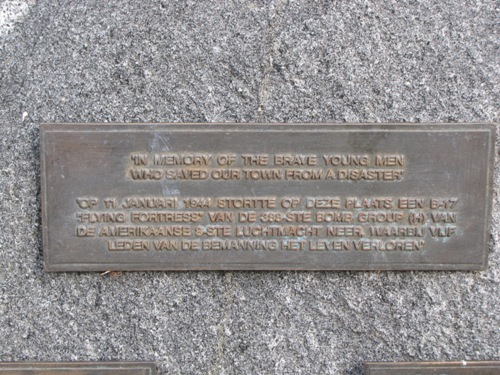 'IN MEMORY OF THE BRAVE YOUNG MEN
WHO SAVED OUR TOWN FROM A DISASTER'
'OP 11 JANUARI 1944 STORTTE OP DEZE PLAATS EEN B-17
'FLYING FORTRESS' VAN DE BOMB GROUP (H) VAN
DE AMERIKAANSE 8-STE LUCHTMACHT NEER, WAARBIJ VIJF
LEDEN VAN DE BEMANNING HET LEVEN VERLOREN'